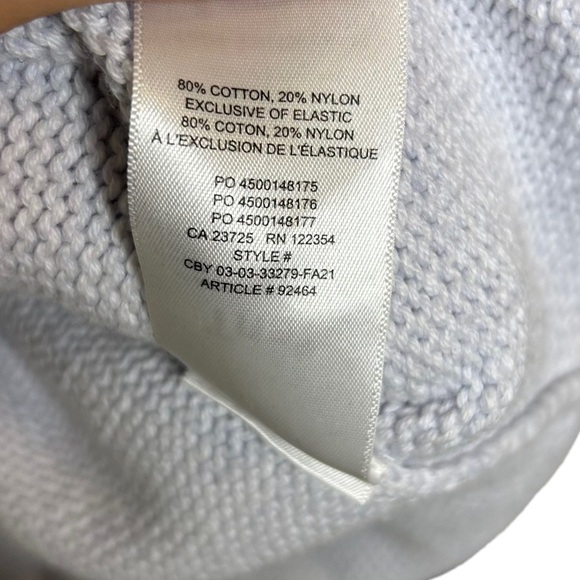 80% COTTON, 20% NYLON
EXCLUSIVE OF ELASTIC
80% COTON, 20% NYLON
À L'EXCLUSION DE L'ÉLASTIQUE
PO 4500148175
PO 4500148176
PO 4500148177
CA 23725 RN 122354
STYLE #
CBY 03-03-33279-FA21
ARTICLE # 92464